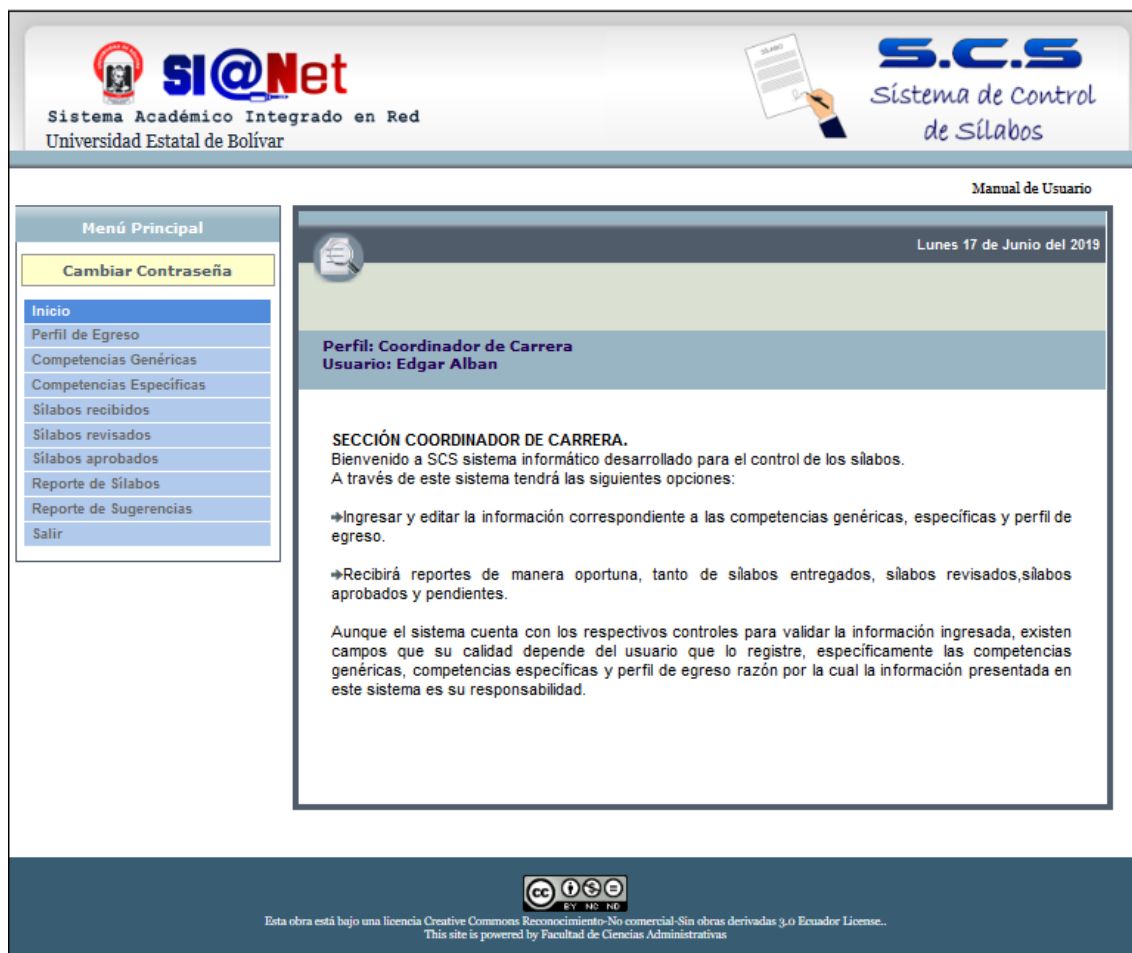 SI@Net
Sistema Académico Integrado en Red
Universidad Estatal de Bolívar
SÍLABO
S.C.S
Sistema de Control
de Sílabos
Manual de Usuario
Menú Principal
Cambiar Contraseña
Inicio
Perfil de Egreso
Competencias Genéricas
Competencias Específicas
Sílabos recibidos
Sílabos revisados
Sílabos aprobados
Reporte de Sílabos
Reporte de Sugerencias
Salir
Lunes 17 de Junio del 2019
Perfil: Coordinador de Carrera
Usuario: Edgar Alban
SECCIÓN COORDINADOR DE CARRERA.
Bienvenido a SCS sistema informático desarrollado para el control de los sílabos.
A través de este sistema tendrá las siguientes opciones:
Ingresar y editar la información correspondiente a las competencias genéricas, específicas y perfil de
egreso.
Recibirá reportes de manera oportuna, tanto de sílabos entregados, sílabos revisados,sílabos
aprobados y pendientes.
Aunque el sistema cuenta con los respectivos controles para validar la información ingresada, existen
campos que su calidad depende del usuario que lo registre, específicamente las competencias
genéricas, competencias específicas y perfil de egreso razón por la cual la información presentada en
este sistema es su responsabilidad.
cc
BY NC ND
Esta obra está bajo una licencia Creative Commons Reconocimiento-No comercial-Sin obras derivadas 3.0 Ecuador License..
This site is powered by Facultad de Ciencias Administrativas